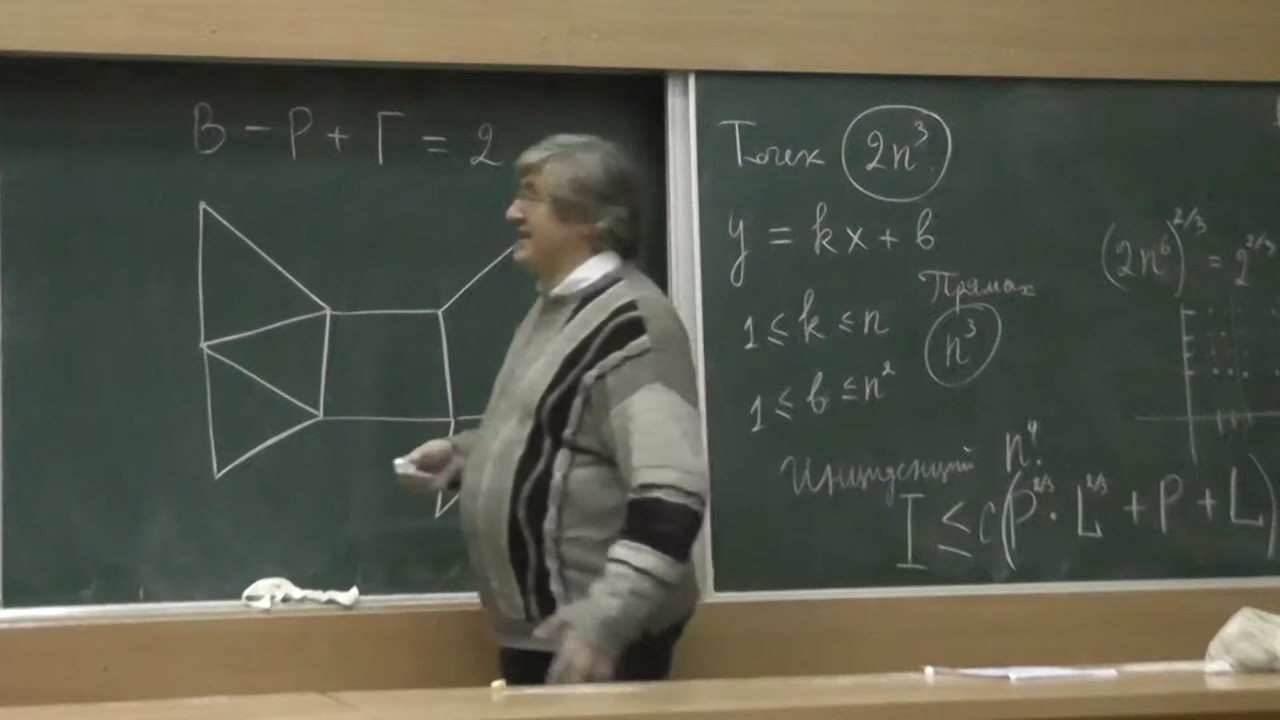 В − Р + Г = 2
Точек 2n³
y = kx + b
Прямых
1 ≤ k ≤ n
n³
1 ≤ b ≤ n²
(2n⁶)^2/3 = 2^2/3
Инциденций n⁴!
I ≤ c(P^2/3 · L^2/3 + P + L)